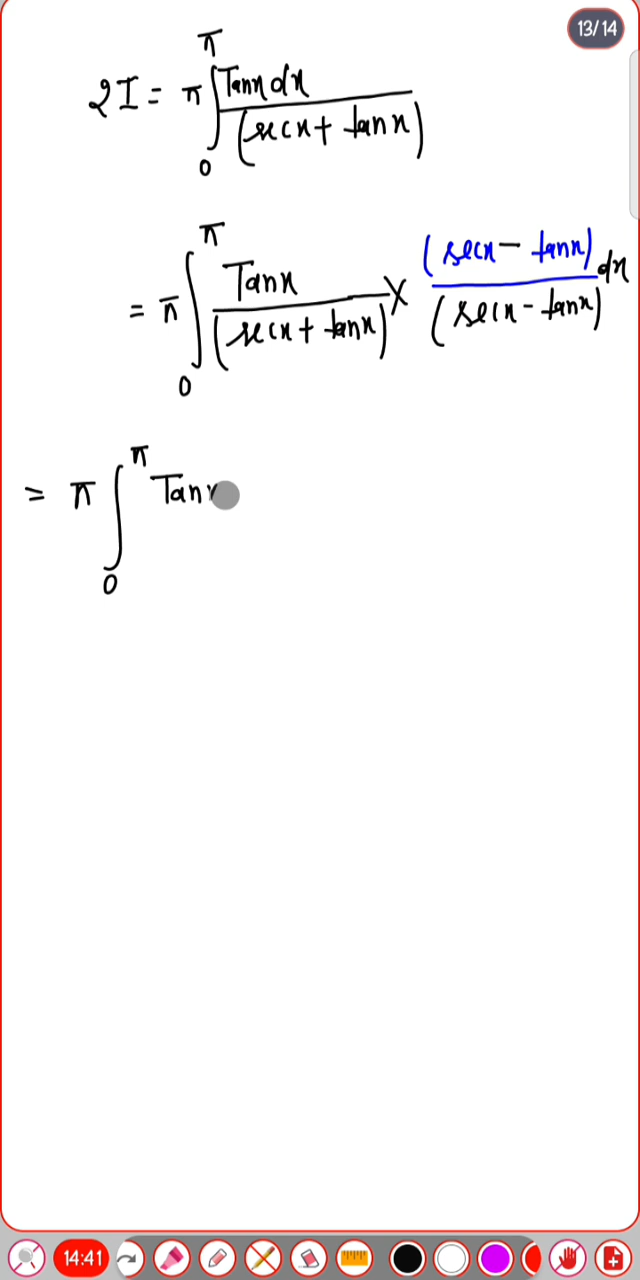 13/14
2I = π ∫₀^π Tanx dx / (secx + tanx)
= π ∫₀^π Tanx / (secx + tanx) × (secx − tanx) / (secx − tanx) dx
= π ∫₀^π Tanx
14:41